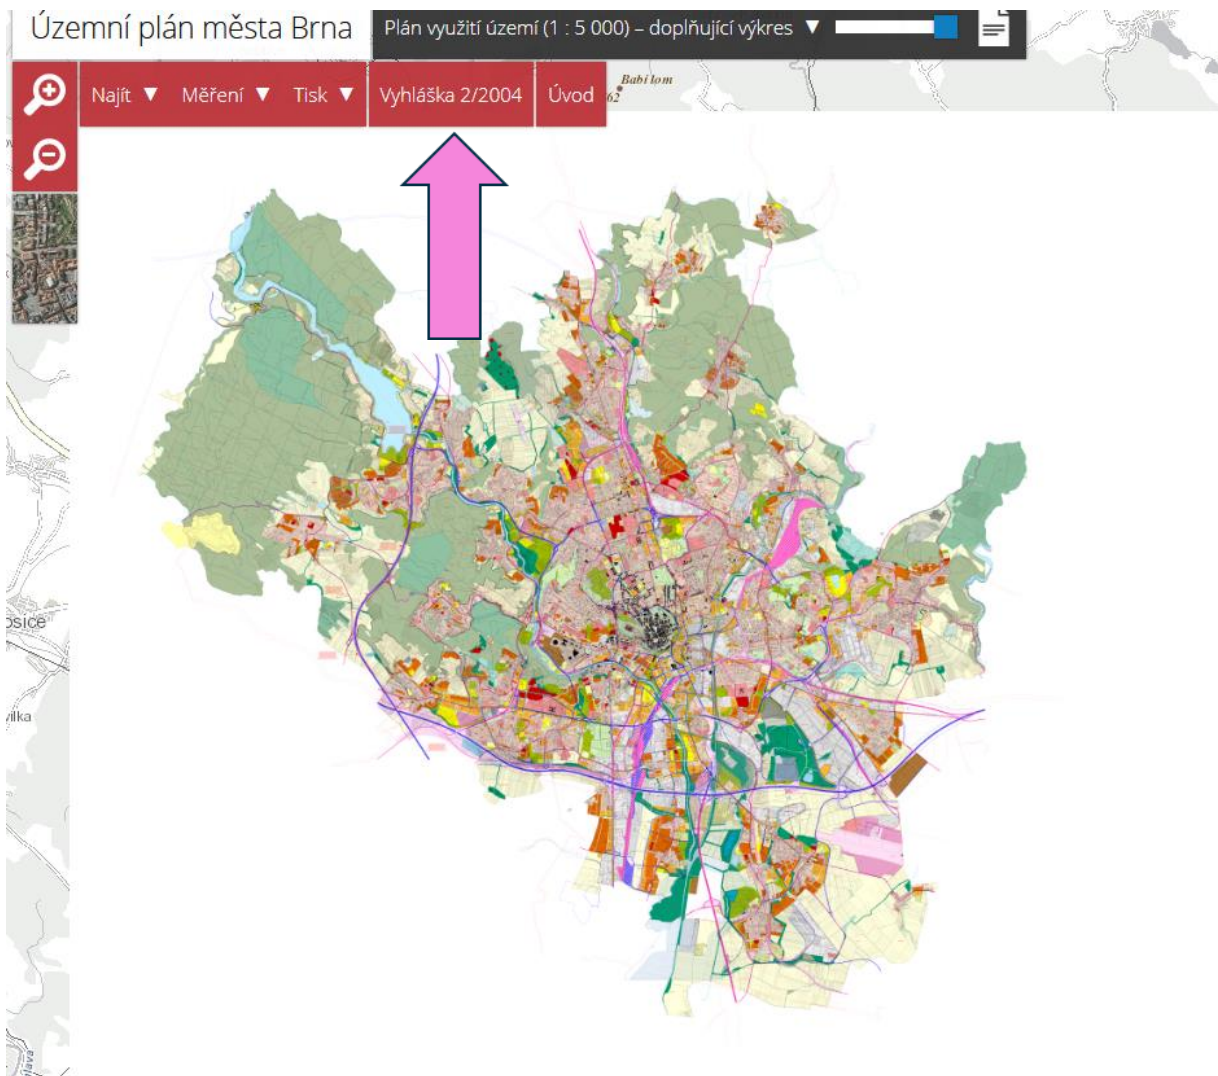 Územní plán města Brna
Plán využití území (1 : 5 000) – doplňující výkres ▼
Najít ▼ Měření ▼ Tisk ▼ Vyhláška 2/2004 Úvod
Babí lom